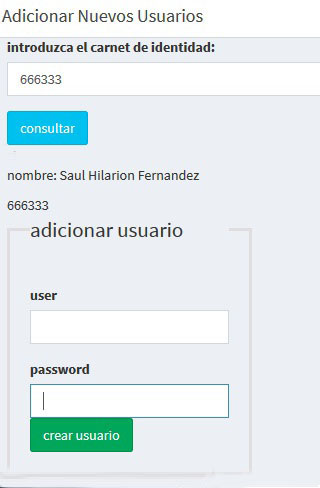 Adicionar Nuevos Usuarios
introduzca el carnet de identidad:
666333
consultar
nombre: Saul Hilarion Fernandez
666333
adicionar usuario
user
password
crear usuario